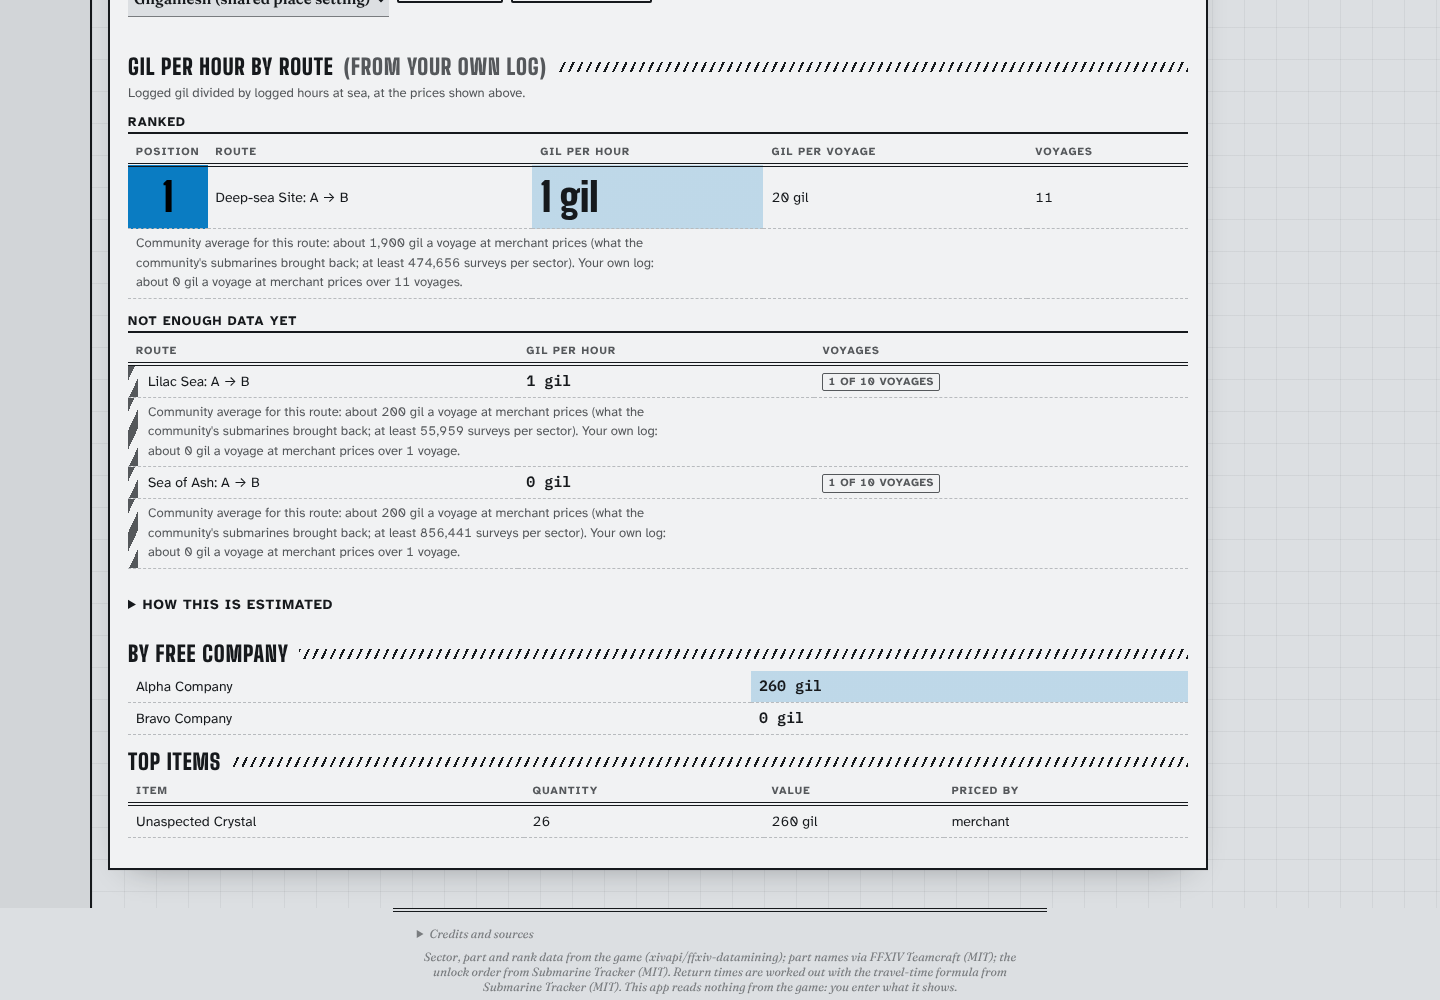 Gilgamesh (shared place setting)
GIL PER HOUR BY ROUTE (FROM YOUR OWN LOG)
Logged gil divided by logged hours at sea, at the prices shown above.
RANKED
POSITION ROUTE GIL PER HOUR GIL PER VOYAGE VOYAGES
1 Deep-sea Site: A → B 1 gil 20 gil 11
Community average for this route: about 1,900 gil a voyage at merchant prices (what the
community's submarines brought back; at least 474,656 surveys per sector). Your own log:
about 0 gil a voyage at merchant prices over 11 voyages.
NOT ENOUGH DATA YET
ROUTE GIL PER HOUR VOYAGES
Lilac Sea: A → B 1 gil 1 OF 10 VOYAGES
Community average for this route: about 200 gil a voyage at merchant prices (what the
community's submarines brought back; at least 55,959 surveys per sector). Your own log:
about 0 gil a voyage at merchant prices over 1 voyage.
Sea of Ash: A → B 0 gil 1 OF 10 VOYAGES
Community average for this route: about 200 gil a voyage at merchant prices (what the
community's submarines brought back; at least 856,441 surveys per sector). Your own log:
about 0 gil a voyage at merchant prices over 1 voyage.
▶ HOW THIS IS ESTIMATED
BY FREE COMPANY
Alpha Company 260 gil
Bravo Company 0 gil
TOP ITEMS
ITEM QUANTITY VALUE PRICED BY
Unaspected Crystal 26 260 gil merchant
▶ Credits and sources
Sector, part and rank data from the game (xivapi/ffxiv-datamining); part names via FFXIV Teamcraft (MIT); the
unlock order from Submarine Tracker (MIT). Return times are worked out with the travel-time formula from
Submarine Tracker (MIT). This app reads nothing from the game: you enter what it shows.